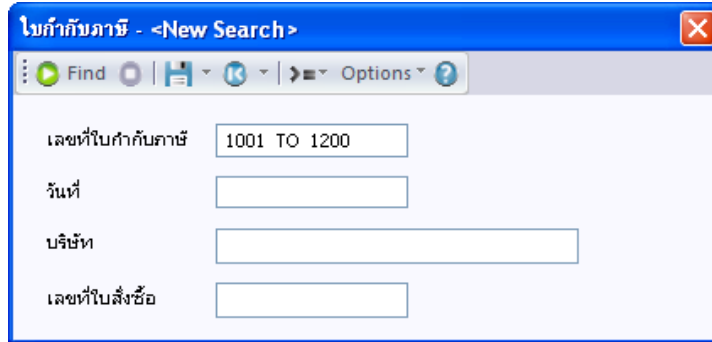 ใบกำกับภาษี - <New Search>
Find Options
เลขที่ใบกำกับภาษี 1001 TO 1200
วันที่
บริษัท
เลขที่ใบสั่งซื้อ